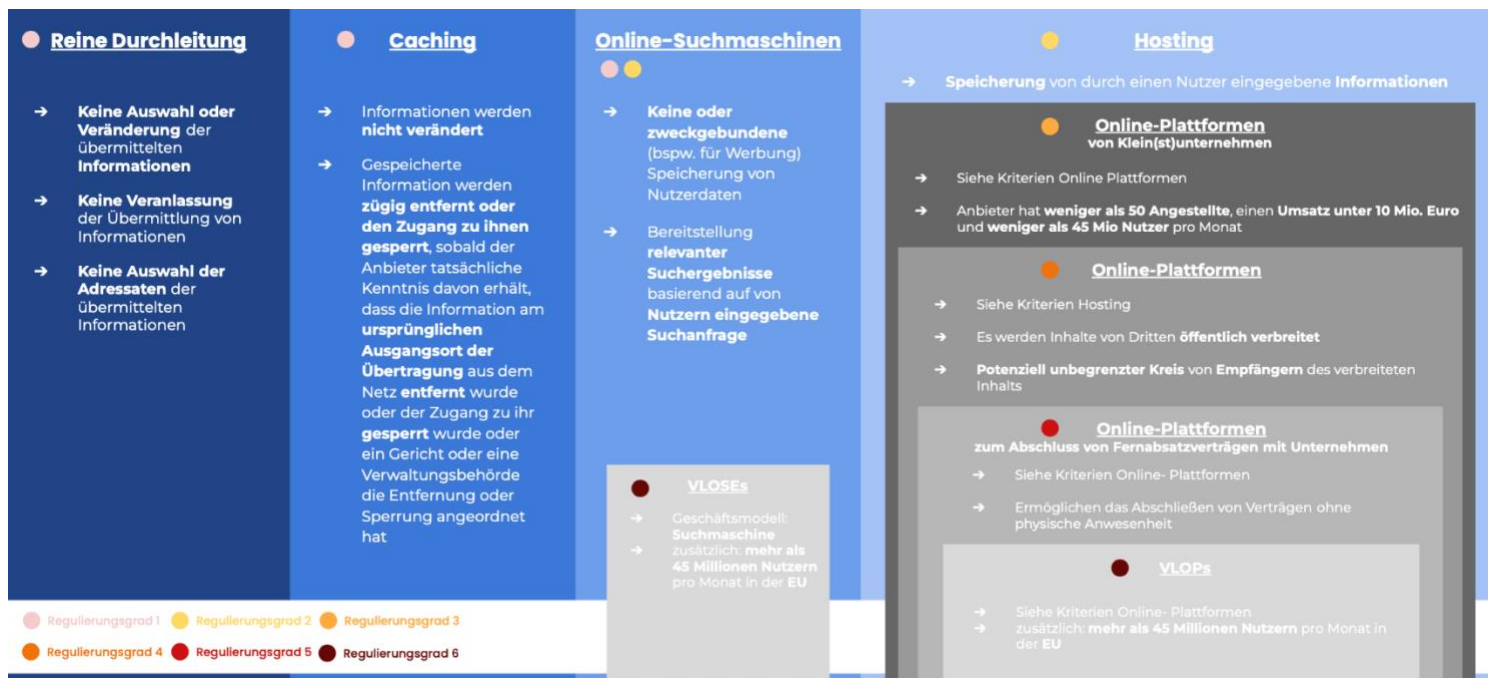 Reine Durchleitung
→ Keine Auswahl oder
Veränderung der
übermittelten
Informationen
→ Keine Veranlassung
der Übermittlung von
Informationen
→ Keine Auswahl der
Adressaten der
übermittelten
Informationen
Caching
→ Informationen werden
nicht verändert
→ Gespeicherte
Information werden
zügig entfernt oder
den Zugang zu ihnen
gesperrt, sobald der
Anbieter tatsächliche
Kenntnis davon erhält,
dass die Information am
ursprünglichen
Ausgangsort der
Übertragung aus dem
Netz entfernt wurde
oder der Zugang zu ihr
gesperrt wurde oder
ein Gericht oder eine
Verwaltungsbehörde
die Entfernung oder
Sperrung angeordnet
hat
Online-Suchmaschinen
→ Keine oder
zweckgebundene
(bspw. für Werbung)
Speicherung von
Nutzerdaten
→ Bereitstellung
relevanter
Suchergebnisse
basierend auf von
Nutzern eingegebene
Suchanfrage
VLOSEs
→ Geschäftsmodell:
Suchmaschine
→ zusätzlich: mehr als
45 Millionen Nutzern
pro Monat in der EU
Hosting
→ Speicherung von durch einen Nutzer eingegebene Informationen
Online-Plattformen
von Klein(st)unternehmen
→ Siehe Kriterien Online Plattformen
→ Anbieter hat weniger als 50 Angestellte, einen Umsatz unter 10 Mio. Euro
und weniger als 45 Mio Nutzer pro Monat
Online-Plattformen
→ Siehe Kriterien Hosting
→ Es werden Inhalte von Dritten öffentlich verbreitet
→ Potenziell unbegrenzter Kreis von Empfängern des verbreiteten
Inhalts
Online-Plattformen
zum Abschluss von Fernabsatzverträgen mit Unternehmen
→ Siehe Kriterien Online- Plattformen
→ Ermöglichen das Abschließen von Verträgen ohne
physische Anwesenheit
VLOPs
→ Siehe Kriterien Online- Plattformen
→ zusätzlich: mehr als 45 Millionen Nutzern pro Monat in
der EU
Regulierungsgrad 1 Regulierungsgrad 2 Regulierungsgrad 3
Regulierungsgrad 4 Regulierungsgrad 5 Regulierungsgrad 6